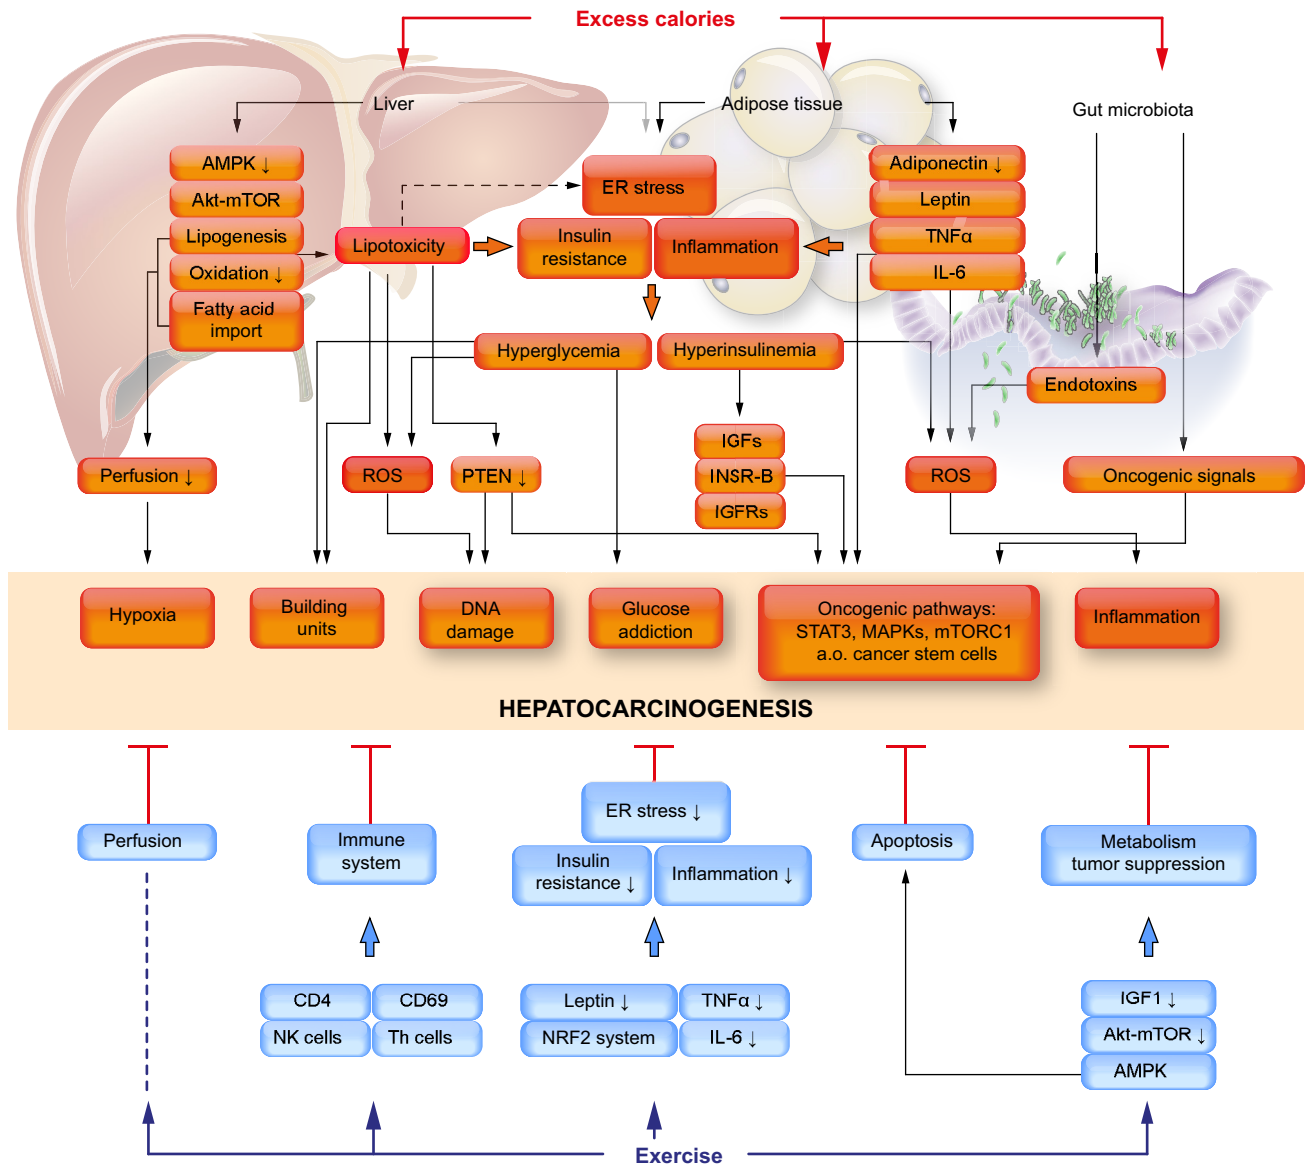 Excess calories
Liver
Adipose tissue
Gut microbiota
AMPK ↓
Akt-mTOR
Lipogenesis
Oxidation ↓
Fatty acid
import
Lipotoxicity
ER stress
Insulin
resistance
Inflammation
Adiponectin ↓
Leptin
TNFα
IL-6
Hyperglycemia
Hyperinsulinemia
Endotoxins
Perfusion ↓
ROS
PTEN ↓
IGFs
INSR-B
IGFRs
ROS
Oncogenic signals
Hypoxia
Building
units
DNA
damage
Glucose
addiction
Oncogenic pathways:
STAT3, MAPKs, mTORC1
a.o. cancer stem cells
Inflammation
HEPATOCARCINOGENESIS
Perfusion
Immune
system
ER stress ↓
Insulin
resistance ↓
Inflammation ↓
Apoptosis
Metabolism
tumor suppression
CD4
CD69
NK cells
Th cells
Leptin ↓
TNFα ↓
NRF2 system
IL-6 ↓
IGF1 ↓
Akt-mTOR ↓
AMPK
Exercise